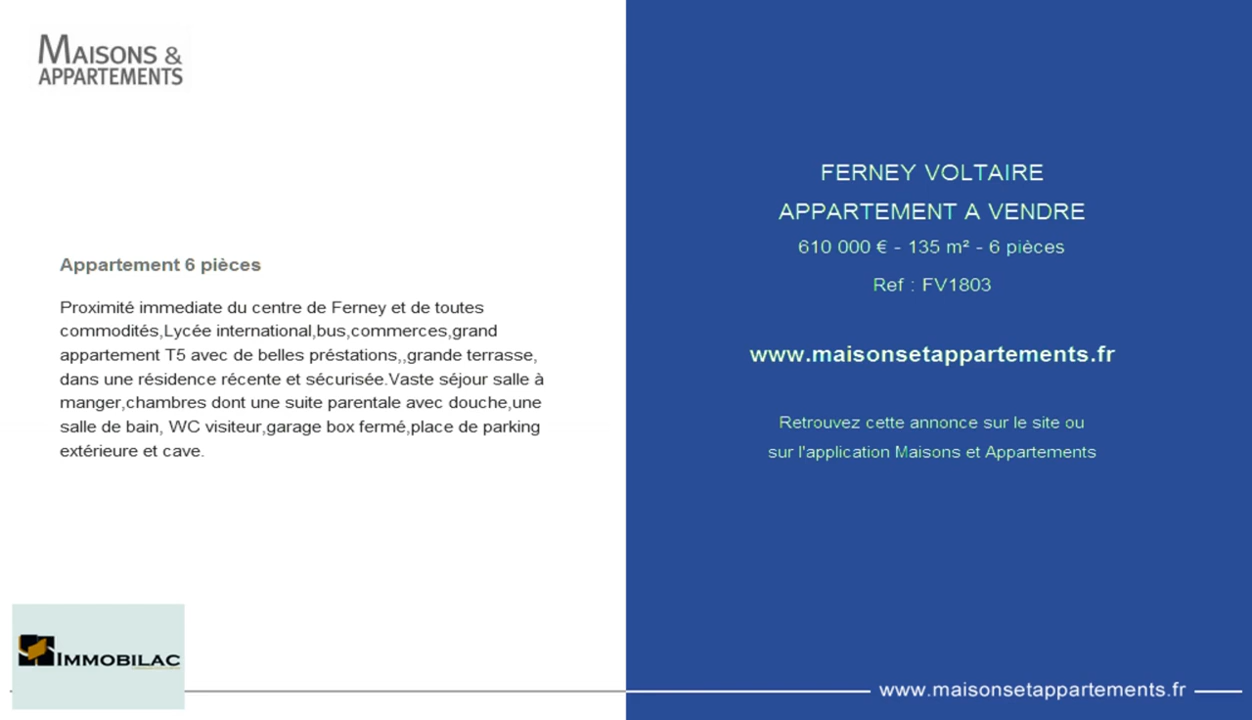 MAISONS &
APPARTEMENTS
Appartement 6 pièces
Proximité immediate du centre de Ferney et de toutes
commodités,Lycée international,bus,commerces,grand
appartement T5 avec de belles préstations,,grande terrasse,
dans une résidence récente et sécurisée.Vaste séjour salle à
manger,chambres dont une suite parentale avec douche,une
salle de bain, WC visiteur,garage box fermé,place de parking
extérieure et cave.
IMMOBILAC
FERNEY VOLTAIRE
APPARTEMENT A VENDRE
610 000 € - 135 m² - 6 pièces
Ref : FV1803
www.maisonsetappartements.fr
Retrouvez cette annonce sur le site ou
sur l'application Maisons et Appartements
www.maisonsetappartements.fr